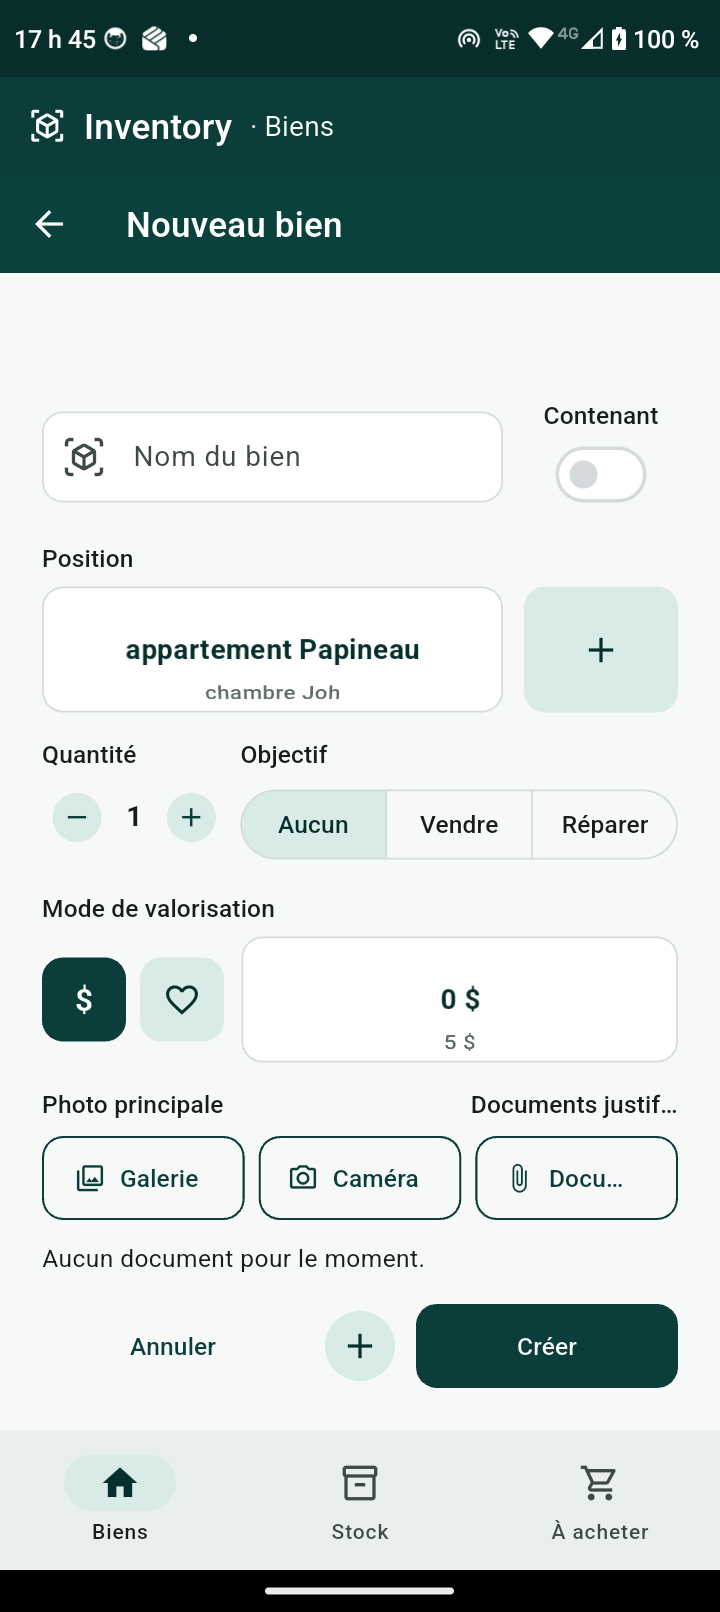 17 h 45 Vo LTE 4G 100 %
Inventory · Biens
Nouveau bien
Contenant
Nom du bien
Position
appartement Papineau
chambre Joh
+
Quantité Objectif
− 1 + Aucun Vendre Réparer
Mode de valorisation
$ 0 $
5 $
Photo principale Documents justif…
Galerie Caméra Docu…
Aucun document pour le moment.
Annuler + Créer
Biens Stock À acheter